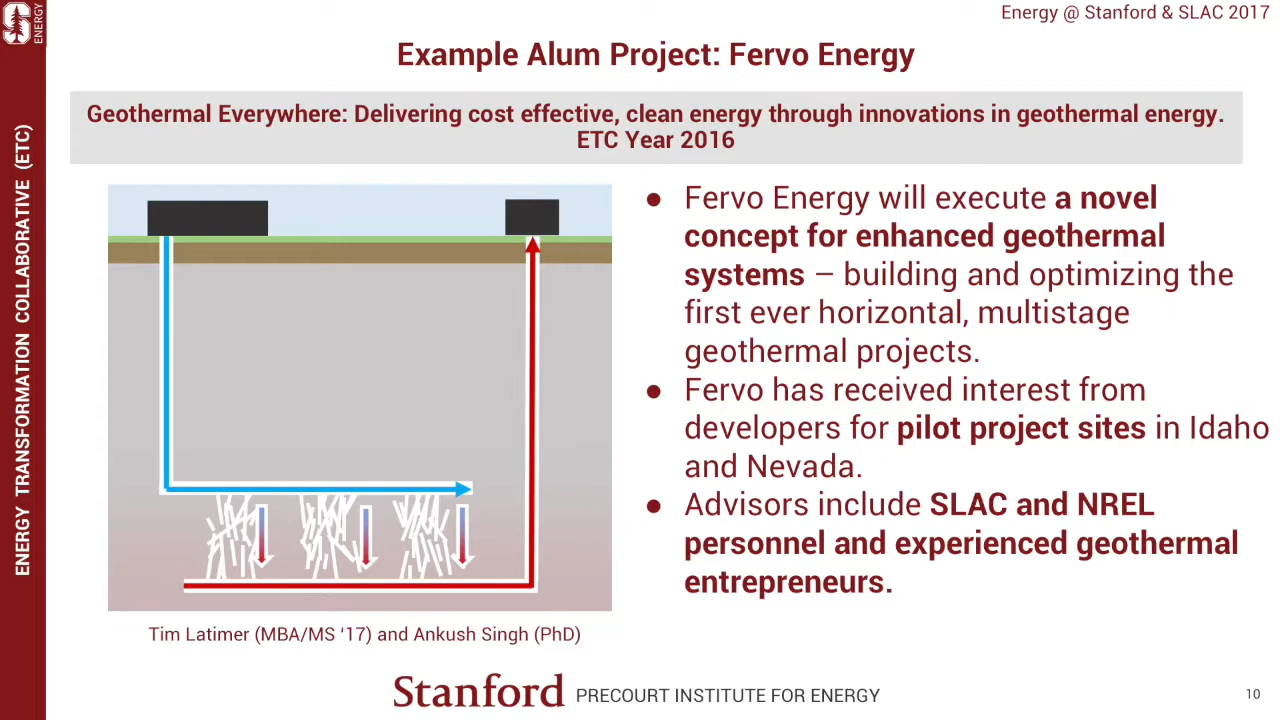 Energy @ Stanford & SLAC 2017
S ENERGY
ENERGY TRANSFORMATION COLLABORATIVE (ETC)
Example Alum Project: Fervo Energy
Geothermal Everywhere: Delivering cost effective, clean energy through innovations in geothermal energy.
ETC Year 2016
● Fervo Energy will execute a novel
concept for enhanced geothermal
systems – building and optimizing the
first ever horizontal, multistage
geothermal projects.
● Fervo has received interest from
developers for pilot project sites in Idaho
and Nevada.
● Advisors include SLAC and NREL
personnel and experienced geothermal
entrepreneurs.
Tim Latimer (MBA/MS ‘17) and Ankush Singh (PhD)
Stanford PRECOURT INSTITUTE FOR ENERGY
10